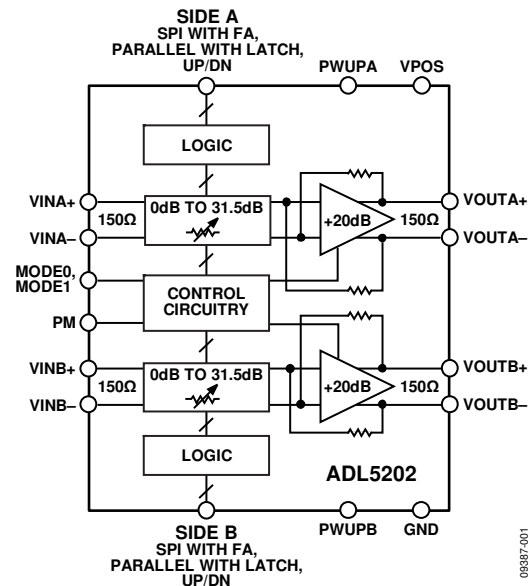 SIDE A
SPI WITH FA,
PARALLEL WITH LATCH,
UP/DN
PWUPA
VPOS
LOGIC
VINA+
150Ω
VINA–
0dB TO 31.5dB
+20dB
150Ω
VOUTA+
VOUTA–
MODE0,
MODE1
PM
CONTROL
CIRCUITRY
VINB+
150Ω
VINB–
0dB TO 31.5dB
+20dB
150Ω
VOUTB+
VOUTB–
LOGIC
ADL5202
SIDE B
SPI WITH FA,
PARALLEL WITH LATCH,
UP/DN
PWUPB
GND
09387-001